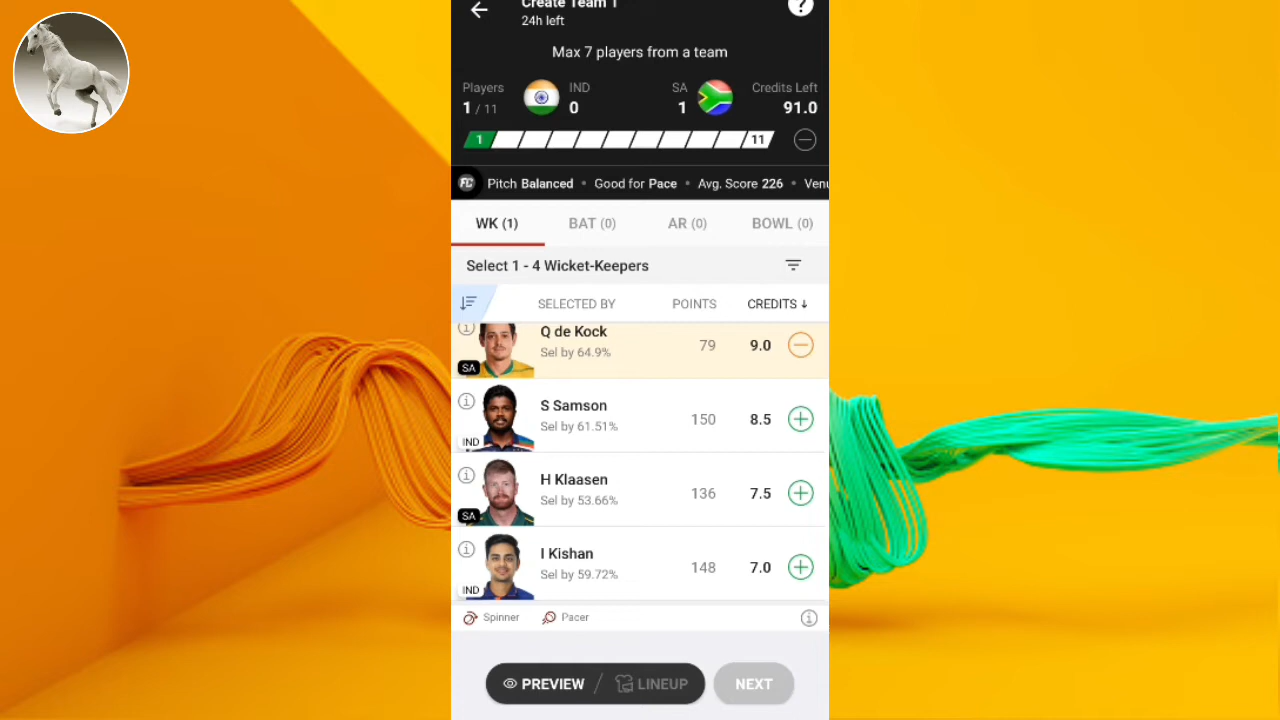 Create Team 1
24h left
?
Max 7 players from a team
Players IND SA Credits Left
1 / 11 0 1 91.0
1 11
FC Pitch Balanced • Good for Pace • Avg. Score 226 • Venu
WK (1) BAT (0) AR (0) BOWL (0)
Select 1 - 4 Wicket-Keepers
SELECTED BY POINTS CREDITS ↓
Q de Kock
Sel by 64.9% 79 9.0
SA
S Samson
Sel by 61.51% 150 8.5
IND
H Klaasen
Sel by 53.66% 136 7.5
SA
I Kishan
Sel by 59.72% 148 7.0
IND
Spinner Pacer
PREVIEW / LINEUP NEXT